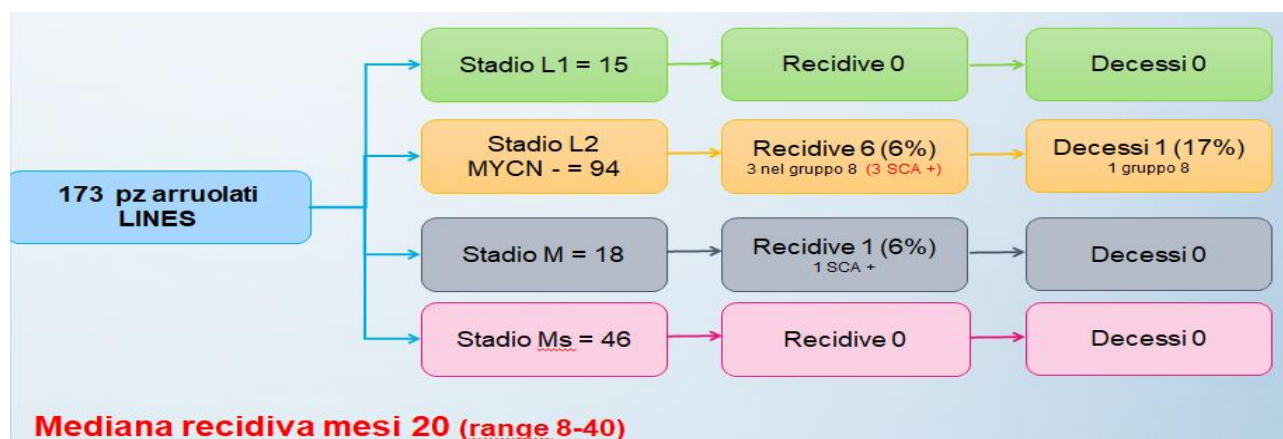 173 pz arruolati
LINES
Stadio L1 = 15
Recidive 0
Decessi 0
Stadio L2
MYCN - = 94
Recidive 6 (6%)
3 nel gruppo 8 (3 SCA +)
Decessi 1 (17%)
1 gruppo 8
Stadio M = 18
Recidive 1 (6%)
1 SCA +
Decessi 0
Stadio Ms = 46
Recidive 0
Decessi 0
Mediana recidiva mesi 20 (range 8-40)